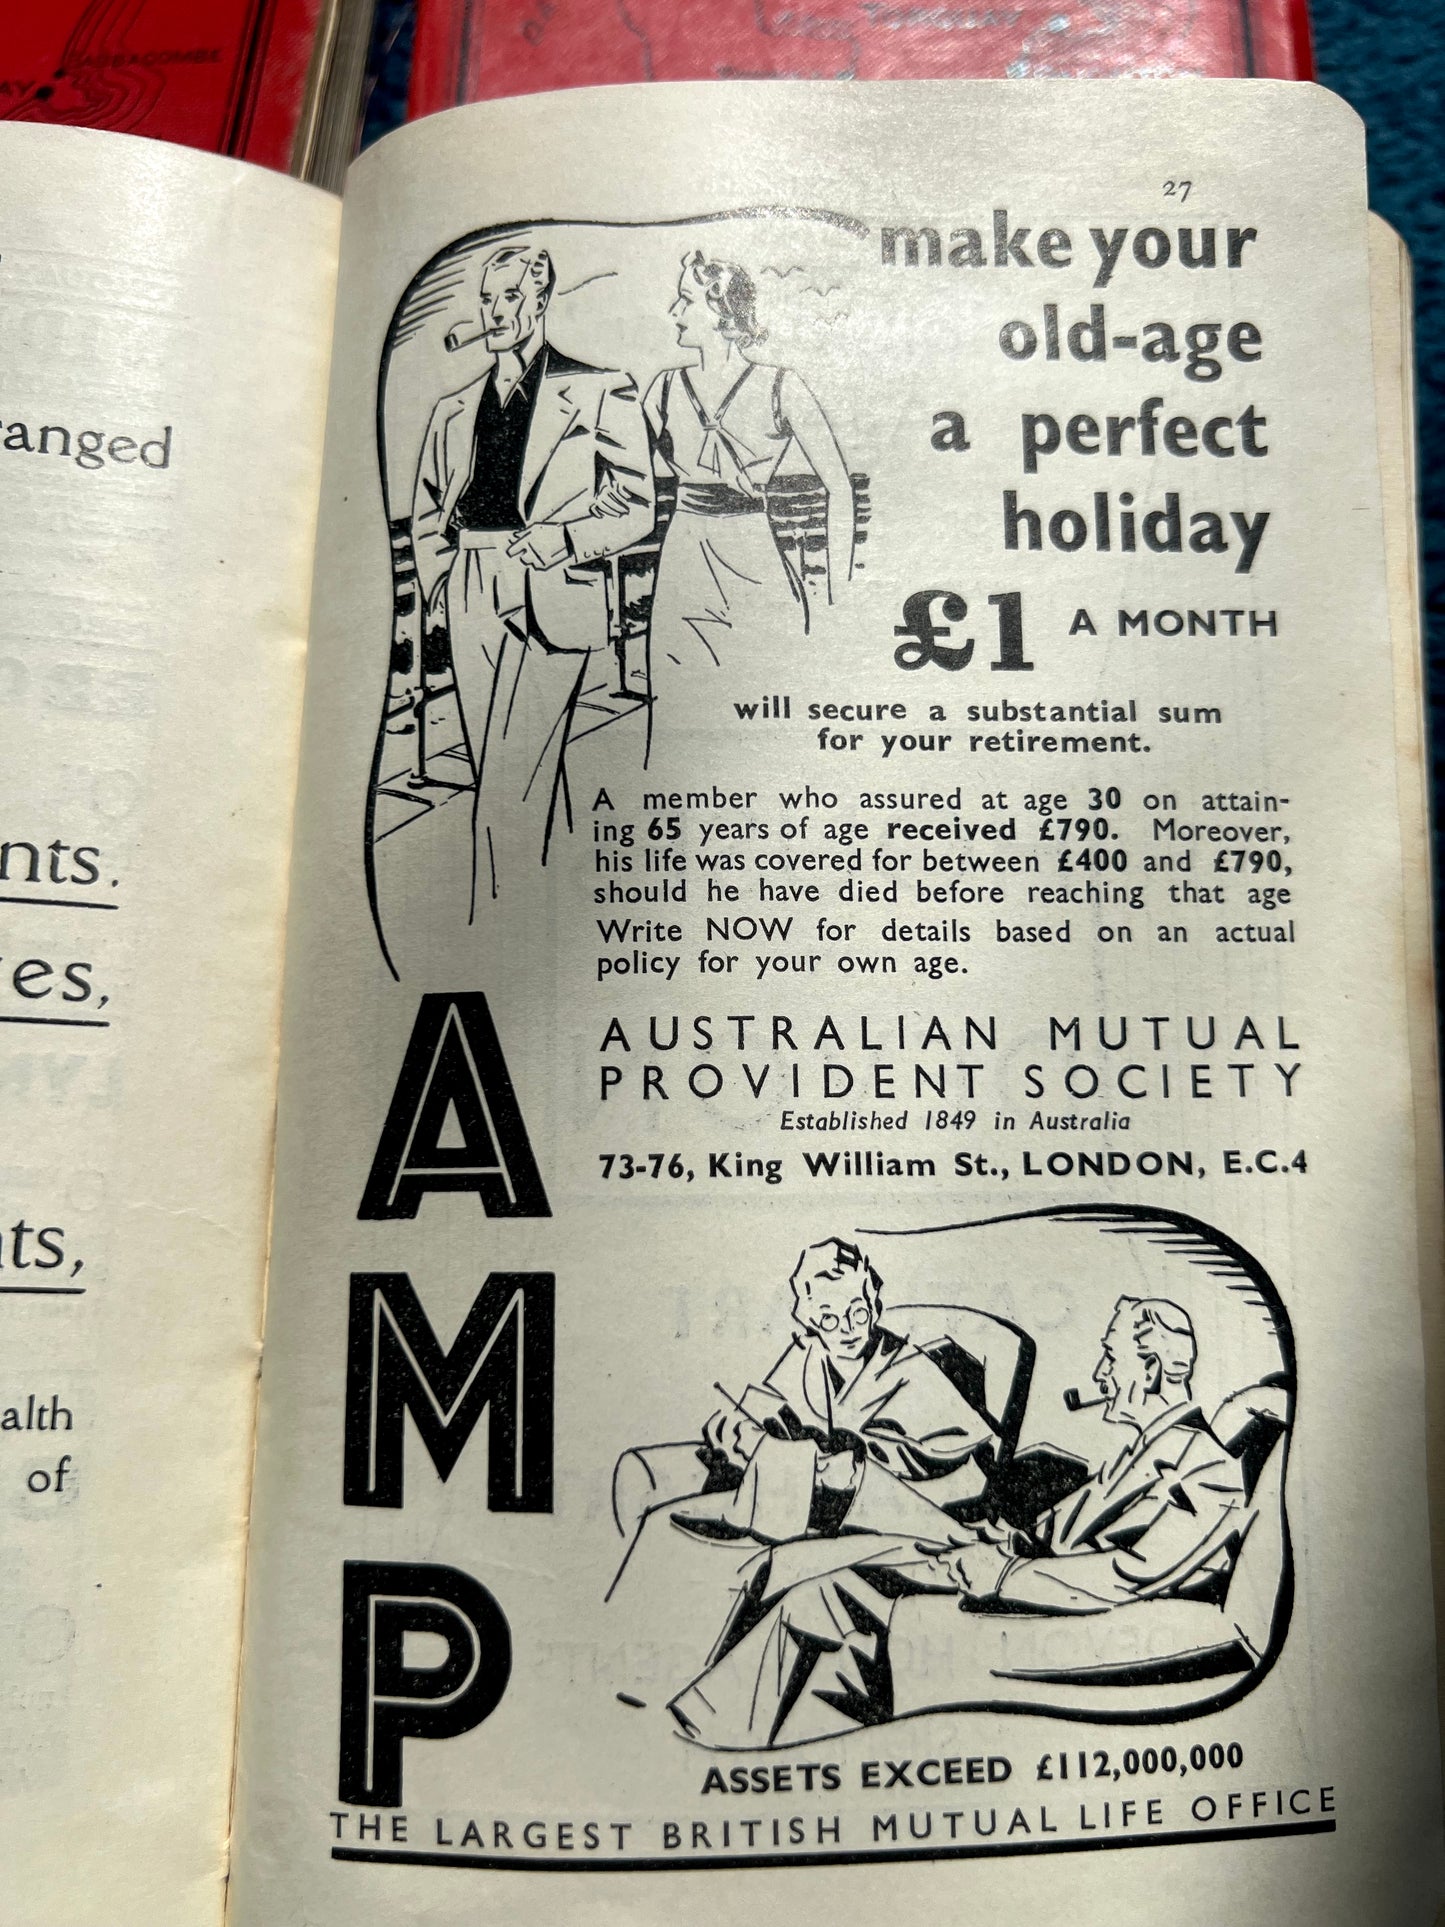 BABBACOMBE
AY
TORQUAY
ranged
nts.
es,
ts,
alth
of
27
make your
old-age
a perfect
holiday
£1 A MONTH
will secure a substantial sum
for your retirement.
A member who assured at age 30 on attain-
ing 65 years of age received £790. Moreover,
his life was covered for between £400 and £790,
should he have died before reaching that age
Write NOW for details based on an actual
policy for your own age.
AUSTRALIAN MUTUAL
PROVIDENT SOCIETY
Established 1849 in Australia
73-76, King William St., LONDON, E.C.4
AMP
ASSETS EXCEED £112,000,000
THE LARGEST BRITISH MUTUAL LIFE OFFICE